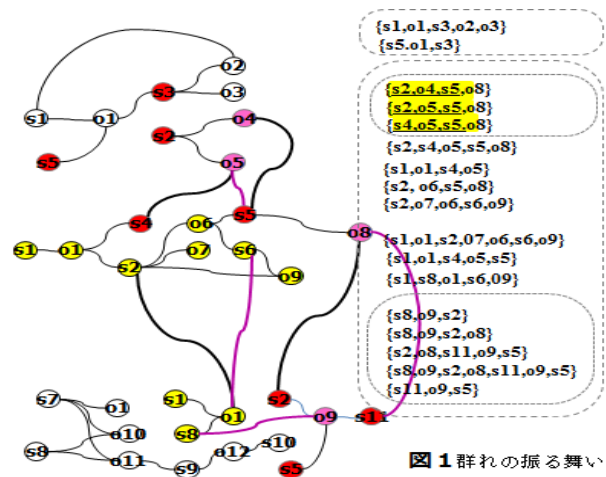 {s1,o1,s3,o2,o3}
{s5.o1,s3}
{s2,o4,s5,o8}
{s2,o5,s5,o8}
{s4,o5,s5,o8}
{s2,s4,o5,s5,o8}
{s1,o1,s4,o5}
{s2, o6,s5,o8}
{s2,o7,o6,s6,o9}
{s1,o1,s2,07,o6,s6,o9}
{s1,o1,s4,o5,s5}
{s1,s8,o1,s6,09}
{s8,o9,s2}
{s8,o9,s2,o8}
{s2,o8,s11,o9,s5}
{s8,o9,s2,o8,s11,o9,s5}
{s11,o9,s5}
o2
s3
o3
s1
o1
s2
o4
s5
o5
s4
o6
s5
o8
s1
o1
o7
s6
s2
o9
s7
o1
s1
s2
o10
o1
o9
s11
s8
s8
o11
o12
s10
s9
s5
図1 群れの振る舞い